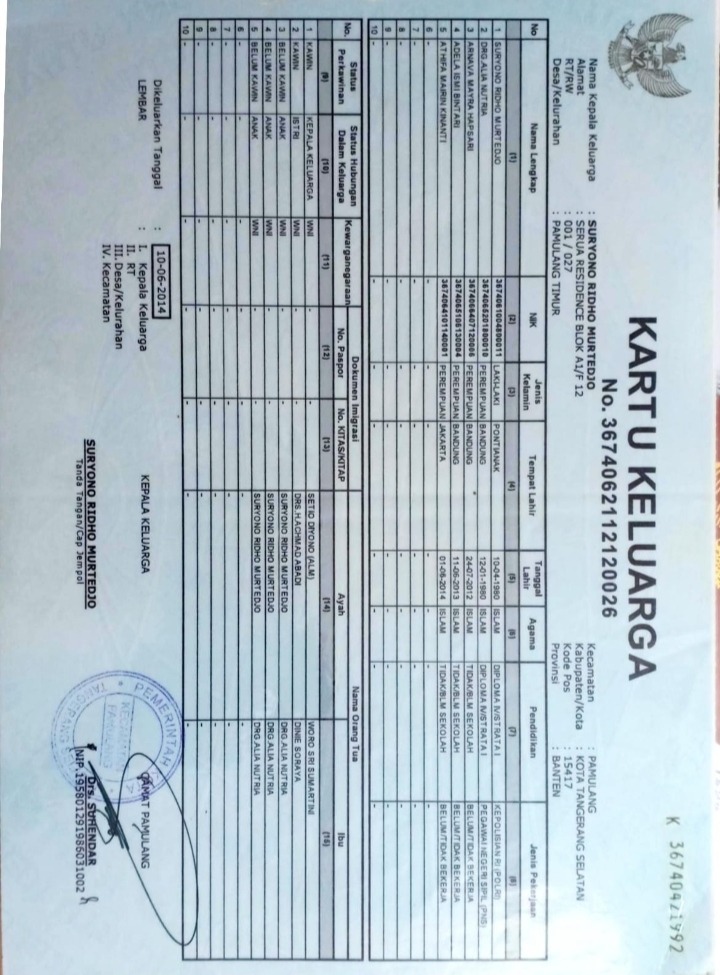 K 36740421992
KARTU KELUARGA
No. 3674062112120026
Nama Kepala Keluarga : SURYONO RIDHO MURTEDJO
Alamat : SERUA RESIDENCE BLOK A1/F 12
RT/RW : 001 / 027
Desa/Kelurahan : PAMULANG TIMUR
Kecamatan : PAMULANG
Kabupaten/Kota : KOTA TANGERANG SELATAN
Kode Pos : 15417
Provinsi : BANTEN
No Nama Lengkap NIK Jenis Kelamin Tempat Lahir Tanggal Lahir Agama Pendidikan Jenis Pekerjaan
(1) (2) (3) (4) (5) (6) (7) (8)
1 SURYONO RIDHO MURTEDJO 3674061004800011 LAKI-LAKI PONTIANAK 10-04-1980 ISLAM DIPLOMA IV/STRATA I KEPOLISIAN RI (POLRI)
2 DRG.ALIA NUTRIA 3674065201800010 PEREMPUAN BANDUNG 12-01-1980 ISLAM DIPLOMA IV/STRATA I PEGAWAI NEGERI SIPIL (PNS)
3 ARNAVA MAYRA HAPSARI 3674066407120006 PEREMPUAN BANDUNG 24-07-2012 ISLAM TIDAK/BLM SEKOLAH BELUM/TIDAK BEKERJA
4 ADELA ISMI BINTARI 3674065106130004 PEREMPUAN BANDUNG 11-06-2013 ISLAM TIDAK/BLM SEKOLAH BELUM/TIDAK BEKERJA
5 ATHIFA MAIRIN KINANTI 3674064101140001 PEREMPUAN JAKARTA 01-06-2014 ISLAM TIDAK/BLM SEKOLAH BELUM/TIDAK BEKERJA
6 - - - - - - - -
7 - - - - - - - -
8 - - - - - - - -
9 - - - - - - - -
10 - - - - - - - -
No. Status Perkawinan Status Hubungan Dalam Keluarga Kewarganegaraan Dokumen Imigrasi Nama Orang Tua
No. Paspor No. KITAS/KITAP Ayah Ibu
(9) (10) (11) (12) (13) (14) (15)
1 KAWIN KEPALA KELUARGA WNI - - SETIO DIYONO (ALM) WORO SRI SUMARTINI
2 KAWIN ISTRI WNI - - DRS.H.ACHMAD ABADI DINIE SORAYA
3 BELUM KAWIN ANAK WNI - - SURYONO RIDHO MURTEDJO DRG.ALIA NUTRIA
4 BELUM KAWIN ANAK WNI - - SURYONO RIDHO MURTEDJO DRG.ALIA NUTRIA
5 BELUM KAWIN ANAK WNI - - SURYONO RIDHO MURTEDJO DRG.ALIA NUTRIA
6 - - - - - - -
7 - - - - - - -
8 - - - - - - -
9 - - - - - - -
10 - - - - - - -
Dikeluarkan Tanggal : 10-06-2014
LEMBAR : I. Kepala Keluarga
II. RT
III. Desa/Kelurahan
IV. Kecamatan
KEPALA KELUARGA
SURYONO RIDHO MURTEDJO
Tanda Tangan/Cap Jempol
CAMAT PAMULANG
PEMERINTAH
KECAMATAN
Drs. SUHENDAR
NIP.195801291986031002